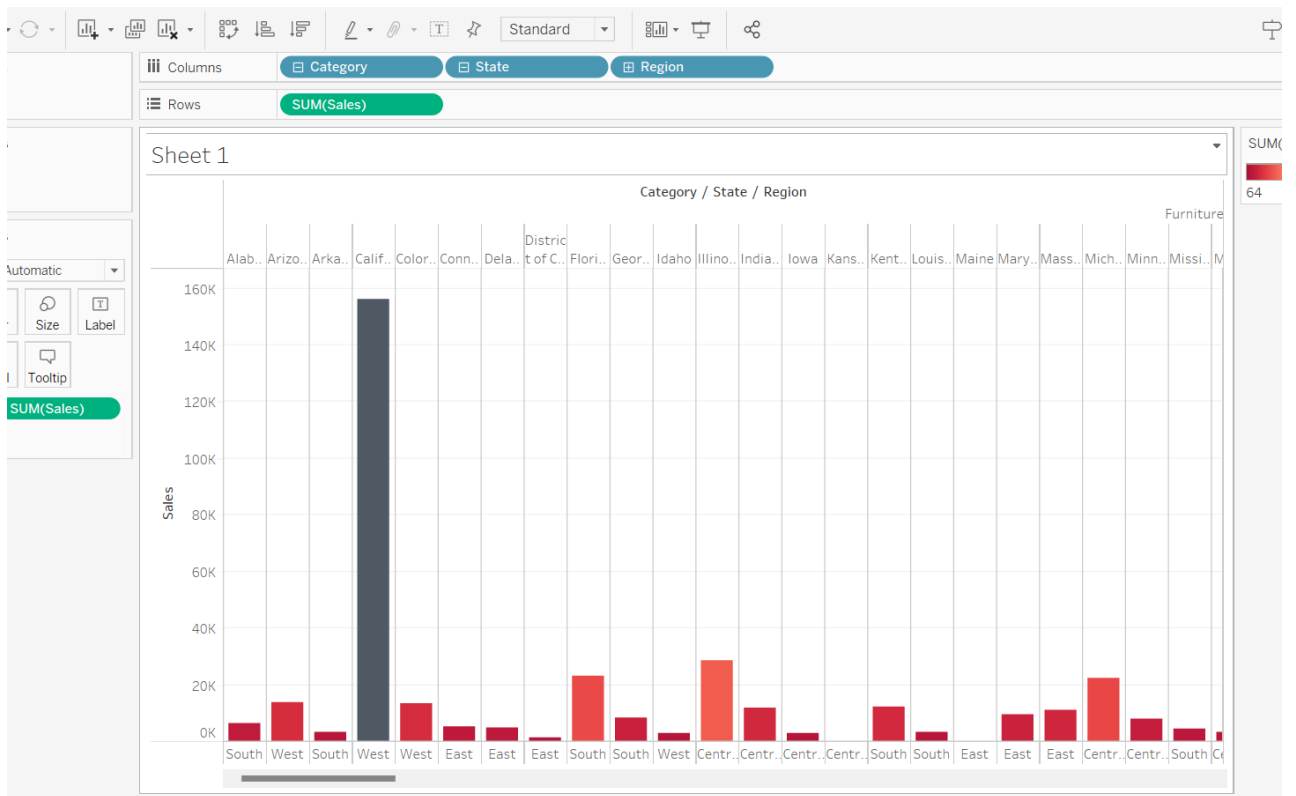 Standard
Columns
Category
State
Region
Rows
SUM(Sales)
Sheet 1
SUM(
64
Category / State / Region
Furniture
Distric
Alab.. Arizo.. Arka.. Calif.. Color.. Conn.. Dela.. t of C.. Flori.. Geor.. Idaho Illino.. India.. Iowa Kans.. Kent.. Louis.. Maine Mary.. Mass.. Mich.. Minn.. Missi.. M
Automatic
Size
Label
T
Tooltip
SUM(Sales)
160K
140K
120K
100K
80K
60K
40K
20K
0K
Sales
South West South West West East East East South South West Centr.. Centr.. Centr.. Centr.. South South East East East Centr.. Centr.. South Ce